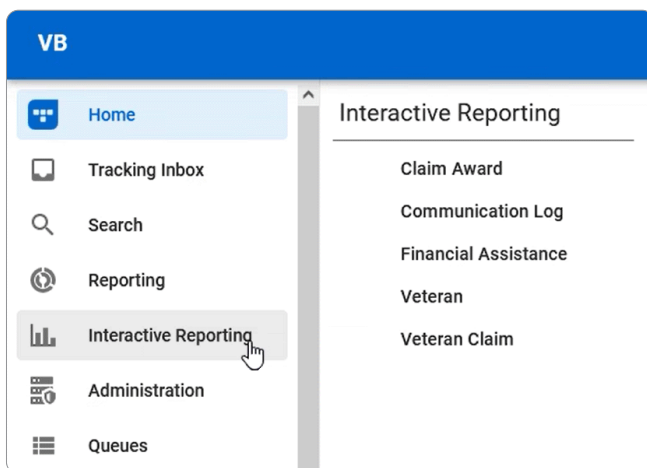 VB
Home
Tracking Inbox
Search
Reporting
Interactive Reporting
Administration
Queues
Interactive Reporting
Claim Award
Communication Log
Financial Assistance
Veteran
Veteran Claim